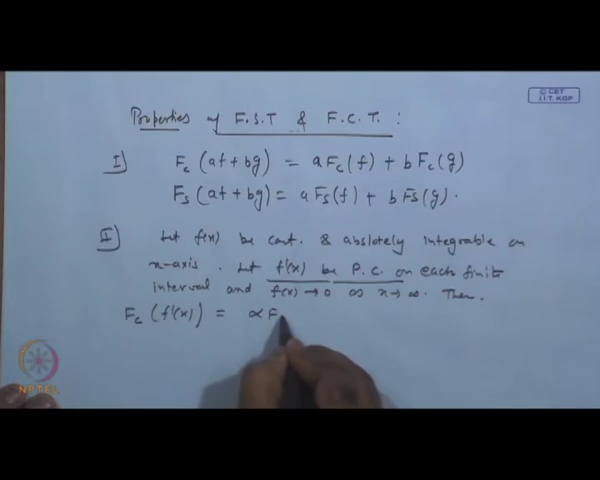 © CET
I.I.T. KGP
Properties of F.S.T & F.C.T. :
I) Fc (af + bg) = a Fc (f) + b Fc (g)
Fs (af + bg) = a Fs (f) + b Fs (g).
II) Let f(x) be cont. & absolutely integrable on
x-axis. Let f'(x) be P.C. on each finite
interval and f(x) → 0 as x → ∞. Then.
Fc (f'(x)) = α F
NPTEL